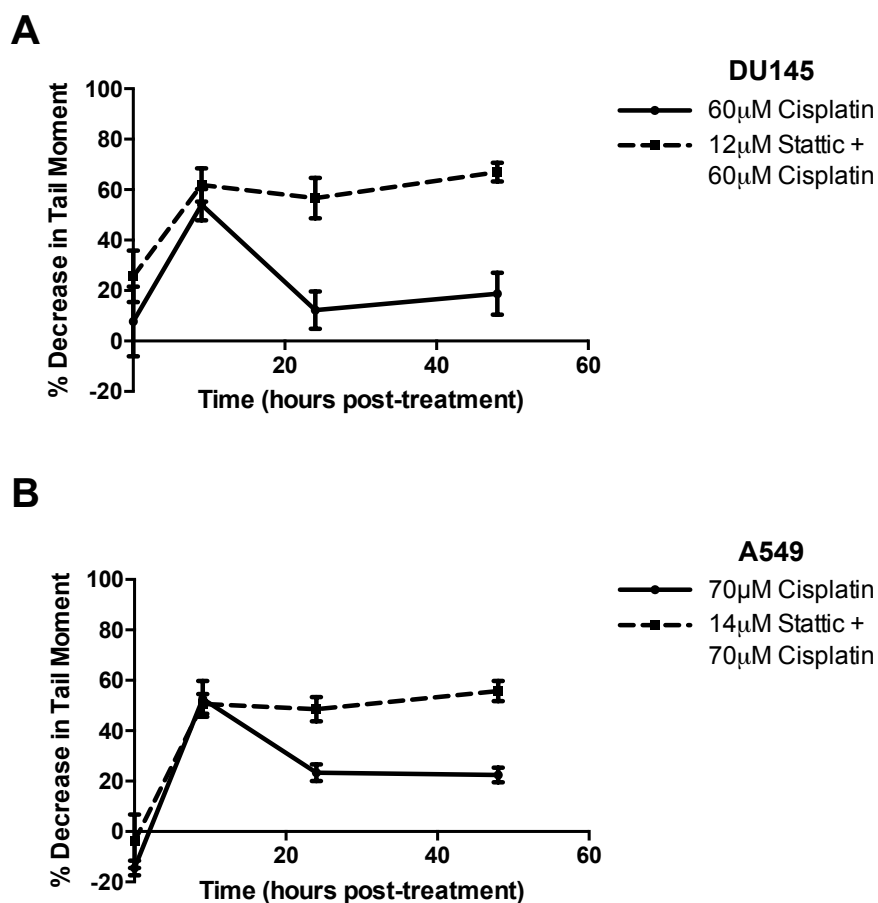 A
DU145
60μM Cisplatin
12μM Stattic +
60μM Cisplatin
% Decrease in Tail Moment
100
80
60
40
20
0
-20
20
40
60
Time (hours post-treatment)
B
A549
70µM Cisplatin
14μM Stattic +
70μM Cisplatin
% Decrease in Tail Moment
100
80
60
40
20
0
-20
20
40
60
Time (hours post-treatment)